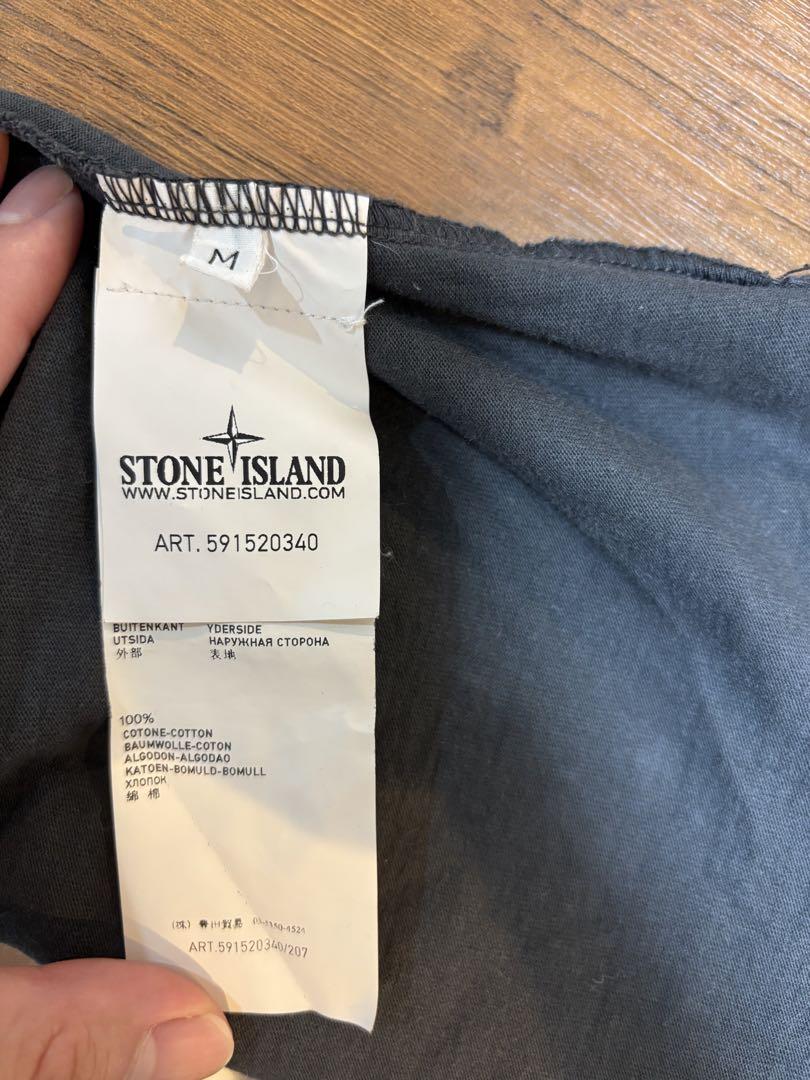 M
STONE ISLAND
WWW.STONEISLAND.COM
ART. 591520340
BUITENKANT YDERSIDE
UTSIDA НАРУЖНАЯ СТОРОНА
外部 表地
100%
COTONE-COTTON
BAUMWOLLE-COTON
ALGODON-ALGODAO
KATOEN-BOMULD-BOMULL
ХЛОПОК
綿 棉
(株)
ART.591520340/207